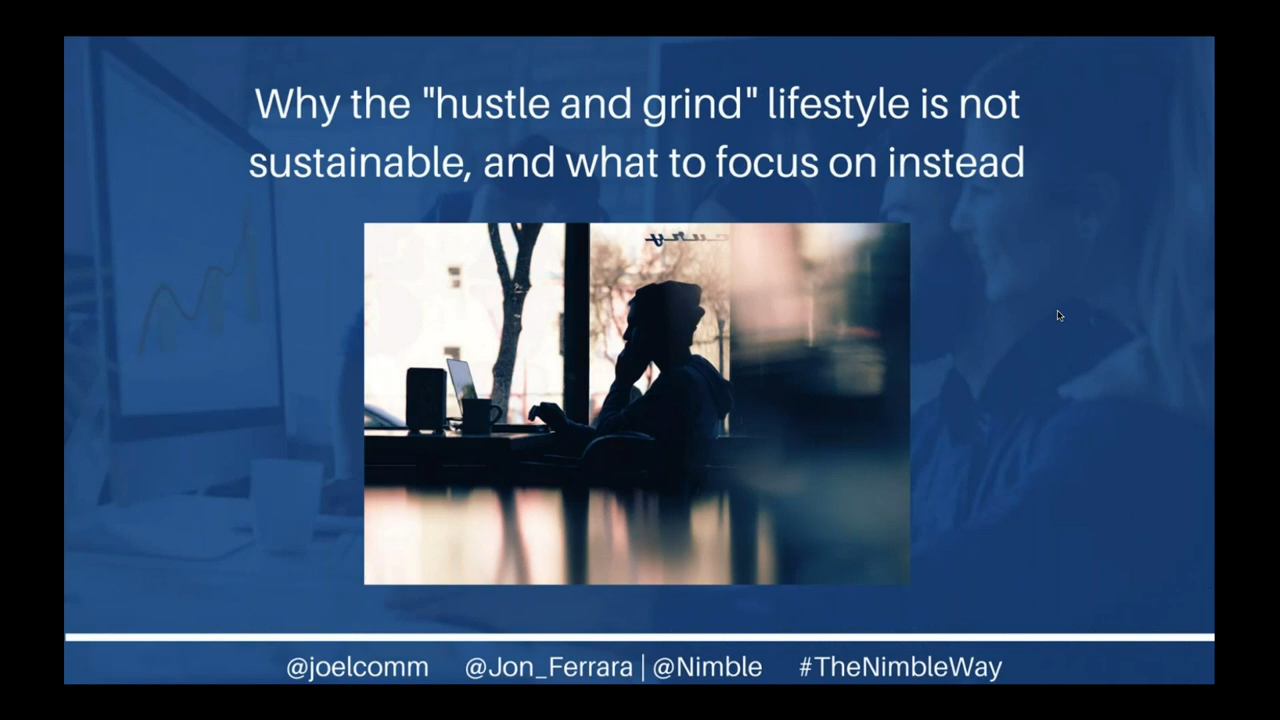 Why the "hustle and grind" lifestyle is not
sustainable, and what to focus on instead
@joelcomm @Jon_Ferrara | @Nimble #TheNimbleWay